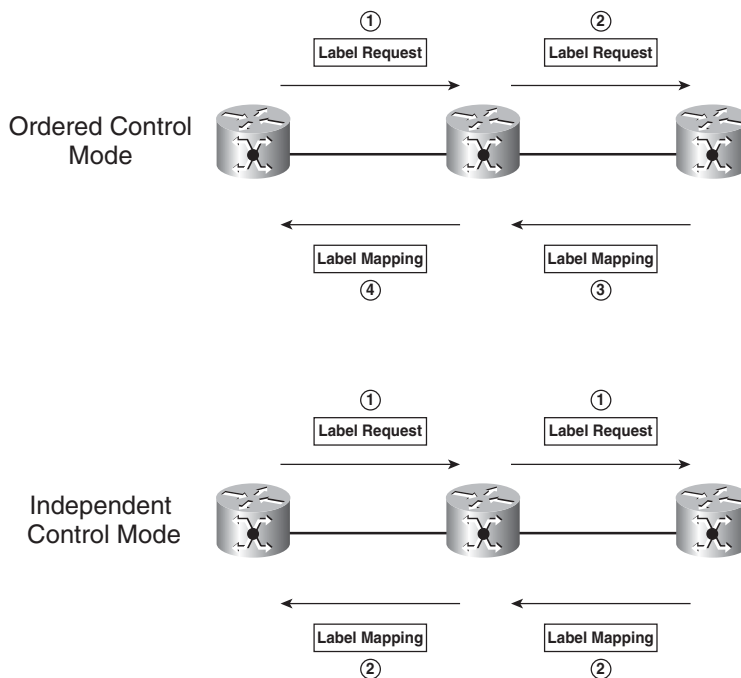 ① ②
Label Request Label Request
Ordered Control
Mode
Label Mapping Label Mapping
④ ③
① ①
Label Request Label Request
Independent
Control Mode
Label Mapping Label Mapping
② ②